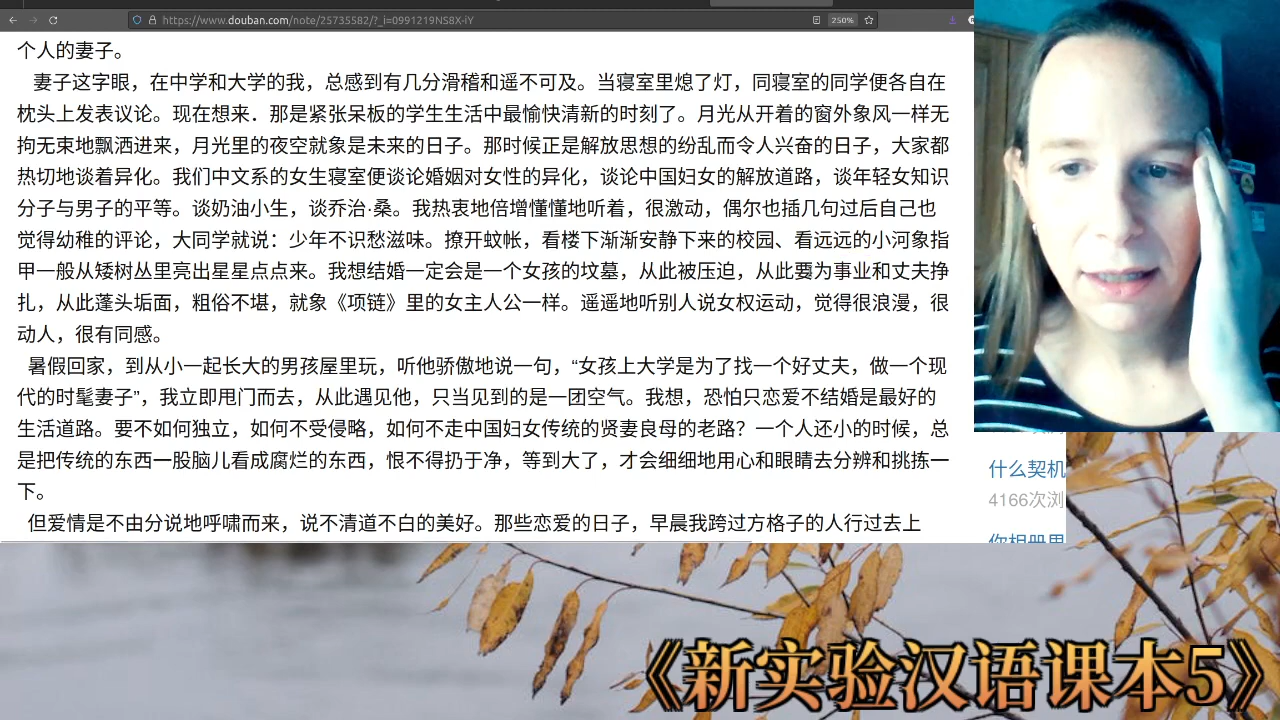 https://www.douban.com/note/25735582/?_i=0991219NS8X-iY
250%
个人的妻子。
妻子这字眼，在中学和大学的我，总感到有几分滑稽和遥不可及。当寝室里熄了灯，同寝室的同学便各自在
枕头上发表议论。现在想来．那是紧张呆板的学生生活中最愉快清新的时刻了。月光从开着的窗外象风一样无
拘无束地飘洒进来，月光里的夜空就象是未来的日子。那时候正是解放思想的纷乱而令人兴奋的日子，大家都
热切地谈着异化。我们中文系的女生寝室便谈论婚姻对女性的异化，谈论中国妇女的解放道路，谈年轻女知识
分子与男子的平等。谈奶油小生，谈乔治·桑。我热衷地倍增懂懂地听着，很激动，偶尔也插几句过后自己也
觉得幼稚的评论，大同学就说：少年不识愁滋味。撩开蚊帐，看楼下渐渐安静下来的校园、看远远的小河象指
甲一般从矮树丛里亮出星星点点来。我想结婚一定会是一个女孩的坟墓，从此被压迫，从此要为事业和丈夫挣
扎，从此蓬头垢面，粗俗不堪，就象《项链》里的女主人公一样。遥遥地听别人说女权运动，觉得很浪漫，很
动人，很有同感。
暑假回家，到从小一起长大的男孩屋里玩，听他骄傲地说一句，“女孩上大学是为了找一个好丈夫，做一个现
代的时髦妻子”，我立即甩门而去，从此遇见他，只当见到的是一团空气。我想，恐怕只恋爱不结婚是最好的
生活道路。要不如何独立，如何不受侵略，如何不走中国妇女传统的贤妻良母的老路？一个人还小的时候，总
是把传统的东西一股脑儿看成腐烂的东西，恨不得扔于净，等到大了，才会细细地用心和眼睛去分辨和挑拣一
下。
但爱情是不由分说地呼啸而来，说不清道不白的美好。那些恋爱的日子，早晨我跨过方格子的人行过去上
什么契机
4166次浏
《新实验汉语课本5》